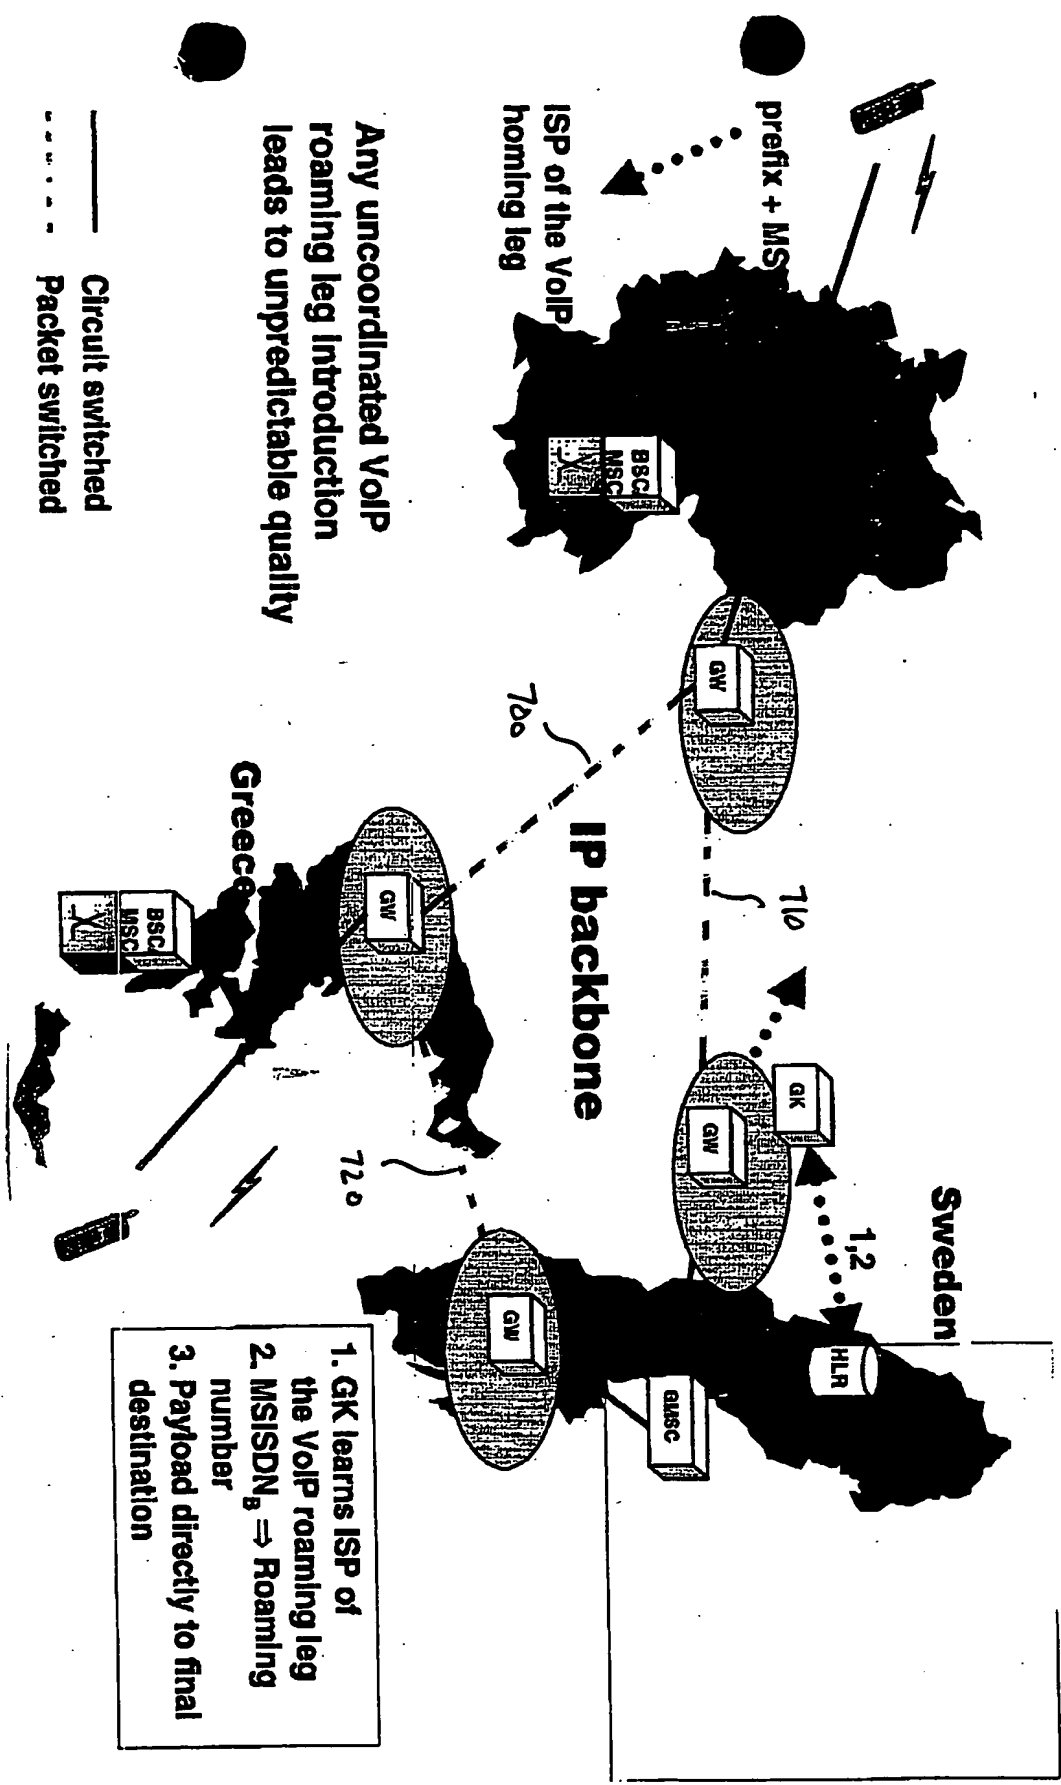 Sweden
1,2
HLR
GK
GW
GMSC
prefix + MS
710
GW
IP backbone
700
ISP of the VoIP
homing leg
BSC/
MSC
GW
720
GW
Greece
BSC/
MSC
Any uncoordinated VoIP
roaming leg introduction
leads to unpredictable quality
1. GK learns ISP of
the VoIP roaming leg
2. MSISDN_B ⇒ Roaming
number
3. Payload directly to final
destination
Circuit switched
Packet switched